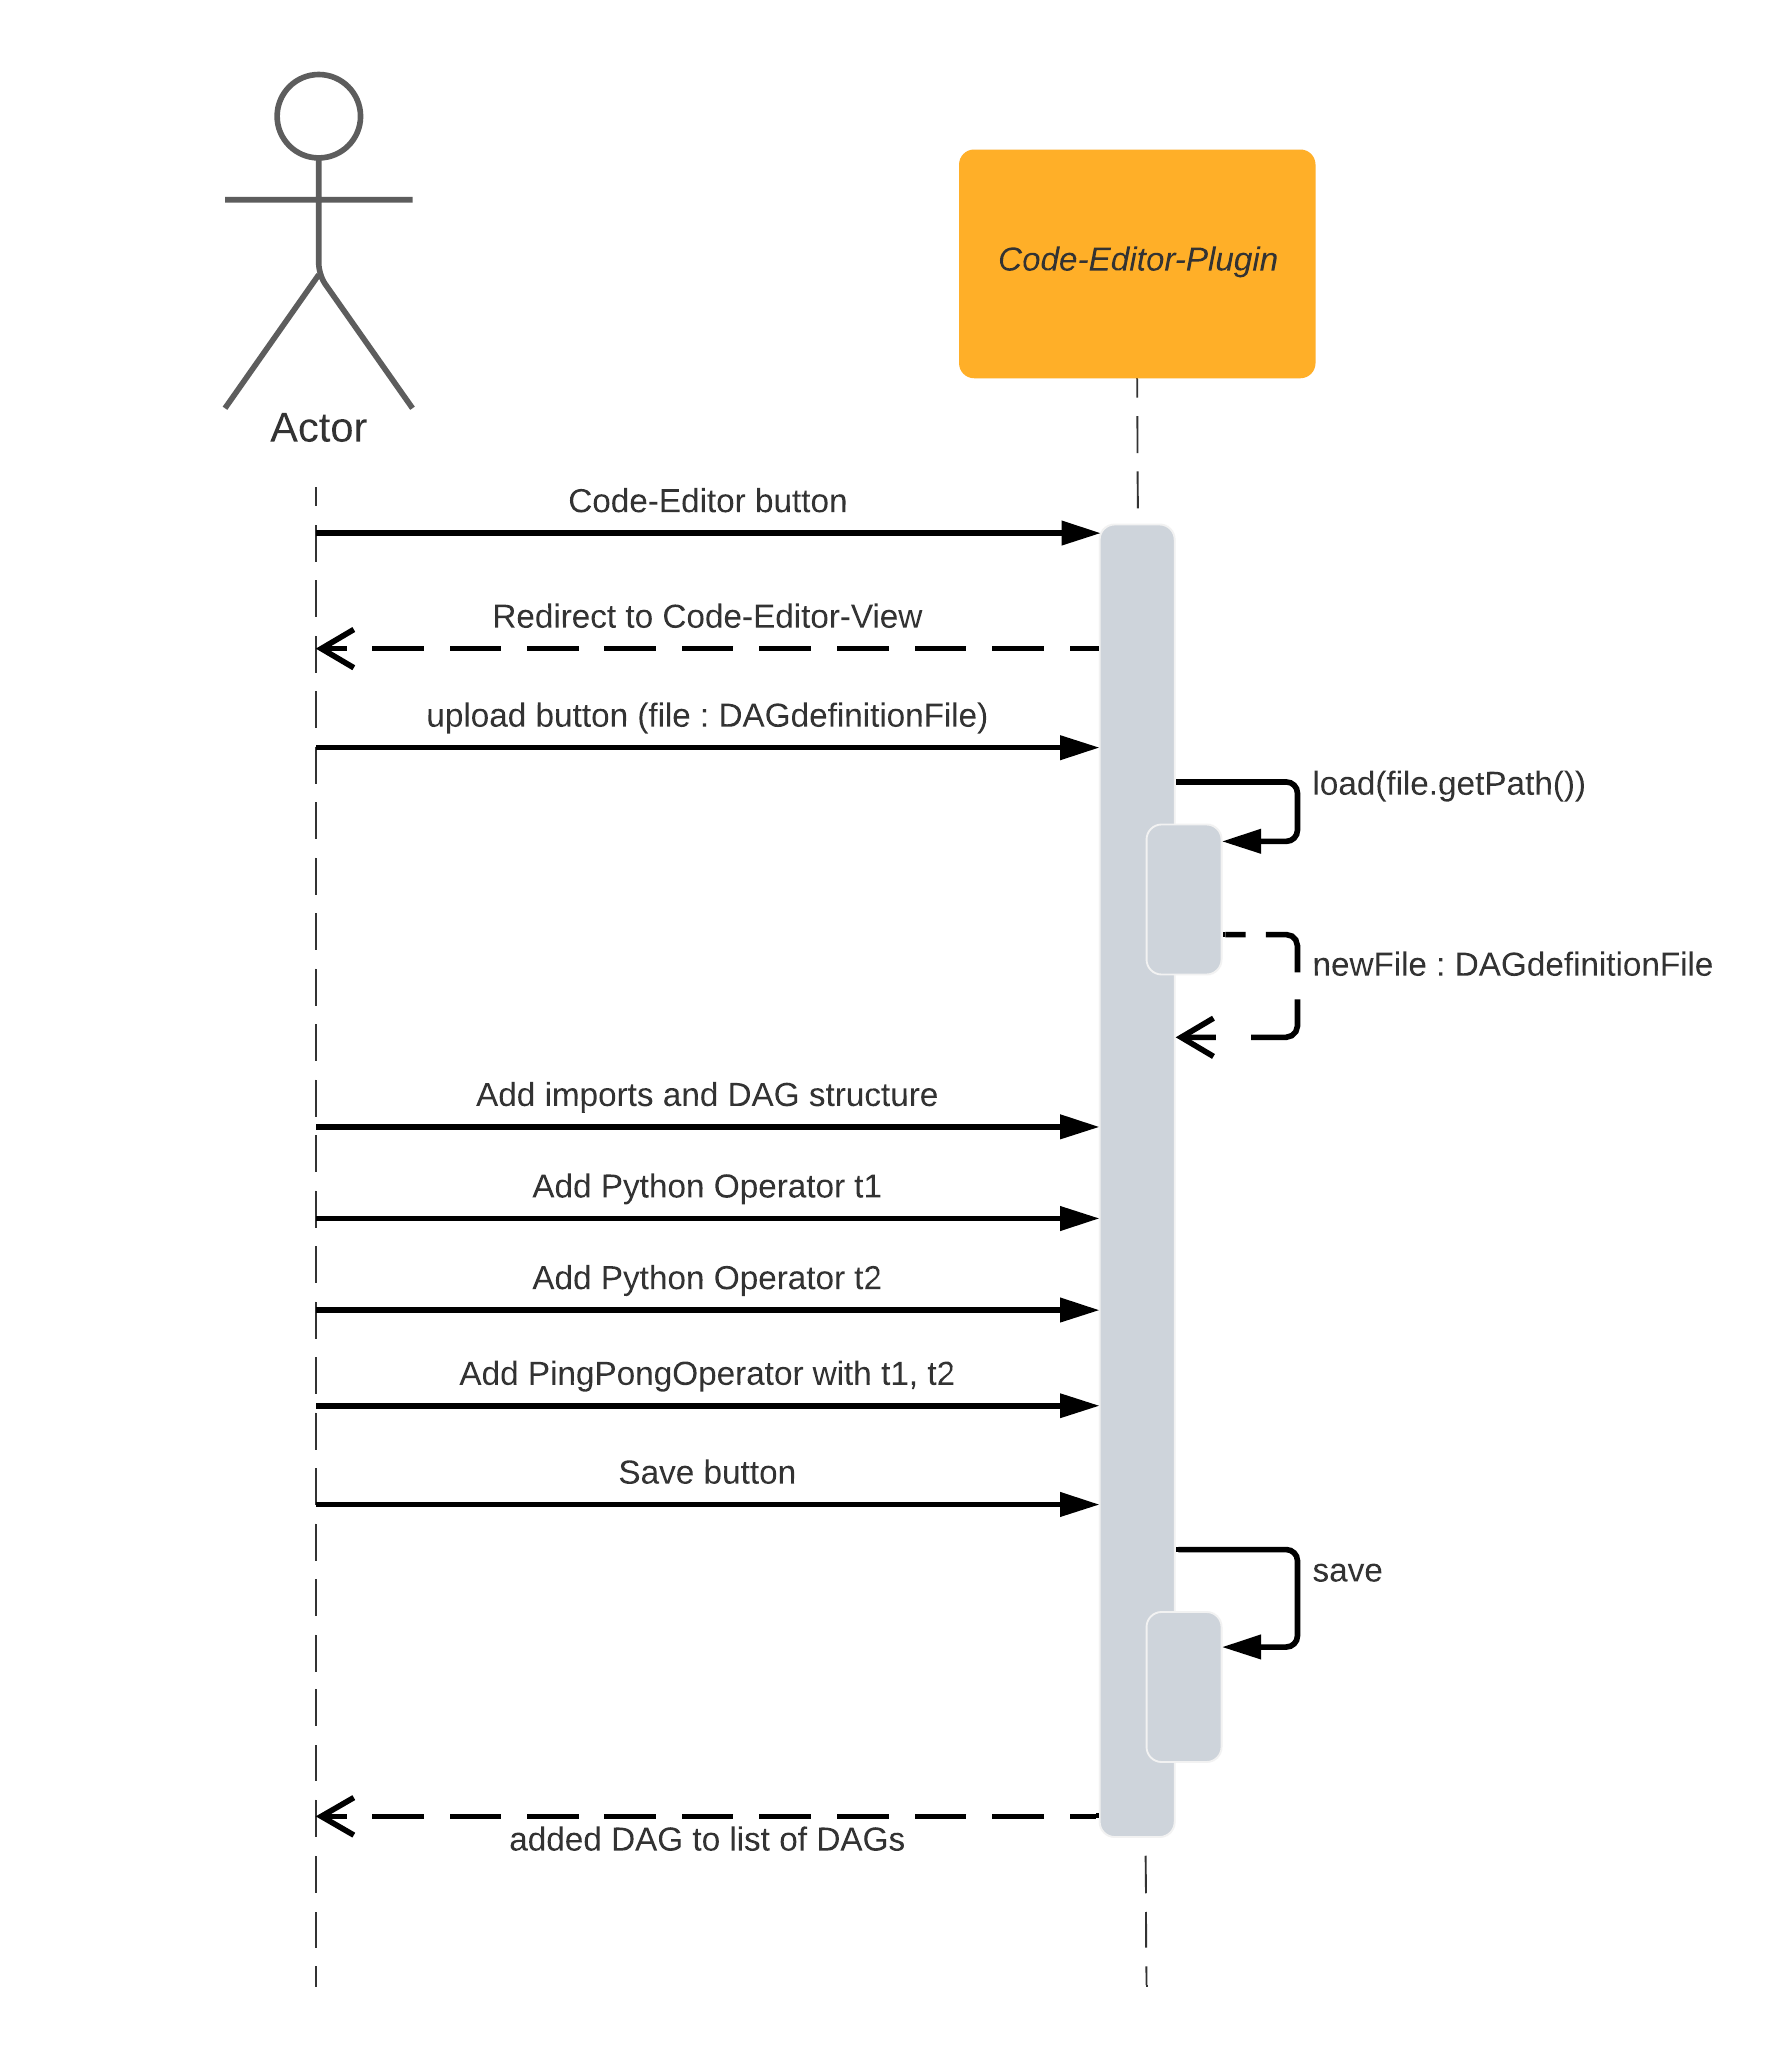 Code-Editor-Plugin
Actor
Code-Editor button
Redirect to Code-Editor-View
upload button (file : DAGdefinitionFile)
load(file.getPath())
newFile : DAGdefinitionFile
Add imports and DAG structure
Add Python Operator t1
Add Python Operator t2
Add PingPongOperator with t1, t2
Save button
save
added DAG to list of DAGs